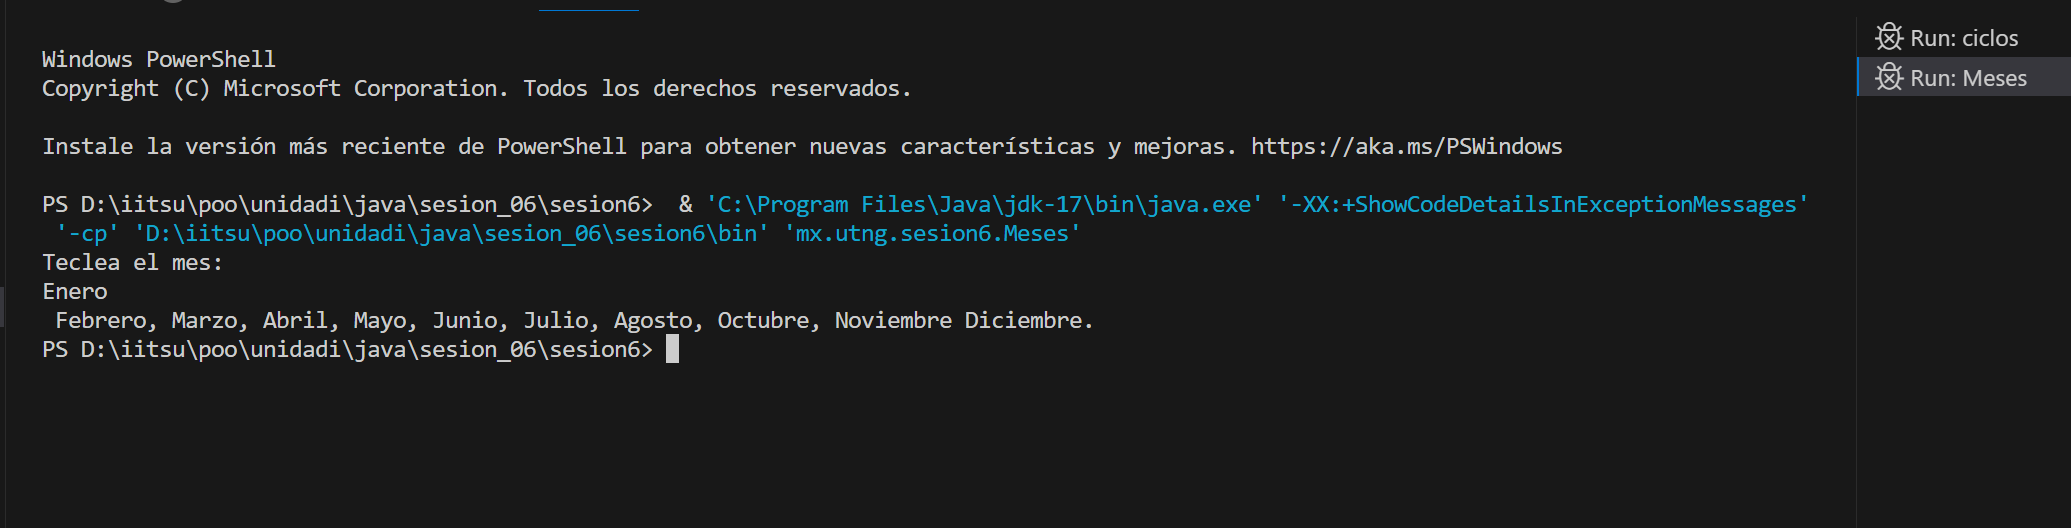 Windows PowerShell
Copyright (C) Microsoft Corporation. Todos los derechos reservados.
Instale la versión más reciente de PowerShell para obtener nuevas características y mejoras. https://aka.ms/PSWindows
PS D:\iitsu\poo\unidadi\java\sesion_06\sesion6>  & 'C:\Program Files\Java\jdk-17\bin\java.exe' '-XX:+ShowCodeDetailsInExceptionMessages'
'-cp' 'D:\iitsu\poo\unidadi\java\sesion_06\sesion6\bin' 'mx.utng.sesion6.Meses'
Teclea el mes:
Enero
Febrero, Marzo, Abril, Mayo, Junio, Julio, Agosto, Octubre, Noviembre Diciembre.
PS D:\iitsu\poo\unidadi\java\sesion_06\sesion6>
Run: ciclos
Run: Meses